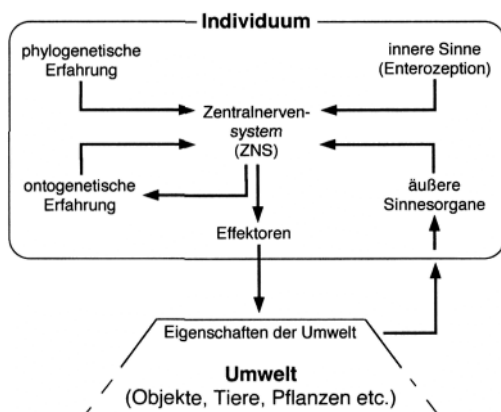 Individuum
phylogenetische
Erfahrung
innere Sinne
(Enterozeption)
Zentralnerven-
system
(ZNS)
ontogenetische
Erfahrung
äußere
Sinnesorgane
Effektoren
Eigenschaften der Umwelt
Umwelt
(Objekte, Tiere, Pflanzen etc.)